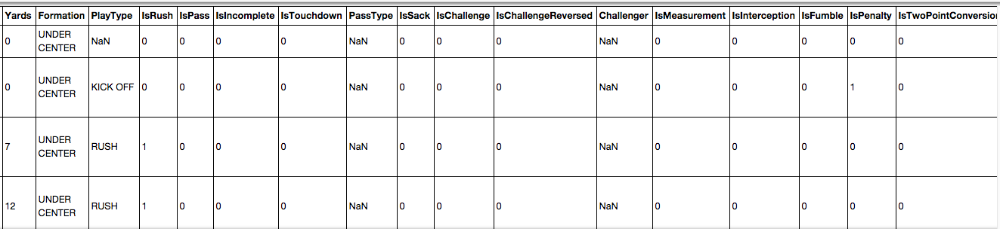 Yards Formation PlayType IsRush IsPass IsIncomplete IsTouchdown PassType IsSack IsChallenge IsChallengeReversed Challenger IsMeasurement IsInterception IsFumble IsPenalty IsTwoPointConversion
0 UNDER CENTER NaN 0 0 0 0 NaN 0 0 0 NaN 0 0 0 0 0
0 UNDER CENTER KICK OFF 0 0 0 0 NaN 0 0 0 NaN 0 0 0 1 0
7 UNDER CENTER RUSH 1 0 0 0 NaN 0 0 0 NaN 0 0 0 0 0
12 UNDER CENTER RUSH 1 0 0 0 NaN 0 0 0 NaN 0 0 0 0 0